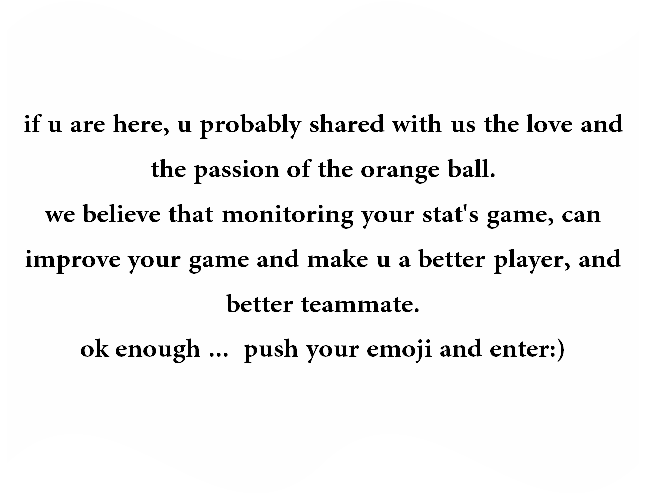 if u are here, u probably shared with us the love and
the passion of the orange ball.
we believe that monitoring your stat's game, can
improve your game and make u a better player, and
better teammate.
ok enough ... push your emoji and enter:)